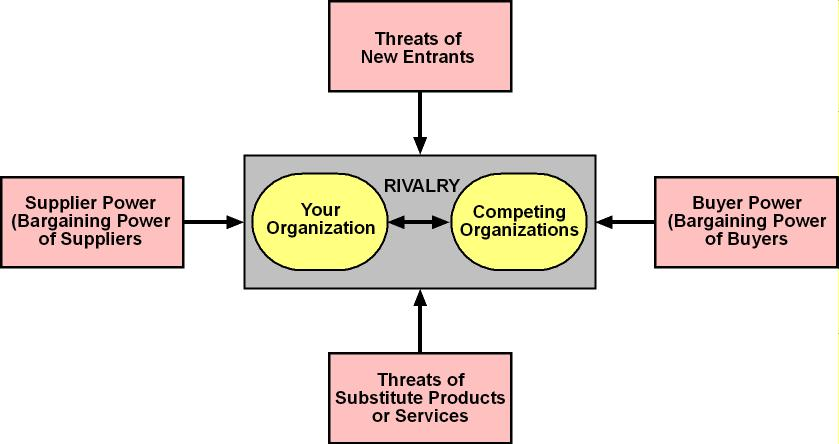 Threats of
New Entrants
Supplier Power
(Bargaining Power
of Suppliers
RIVALRY
Your
Organization
Competing
Organizations
Buyer Power
(Bargaining Power
of Buyers
Threats of
Substitute Products
or Services